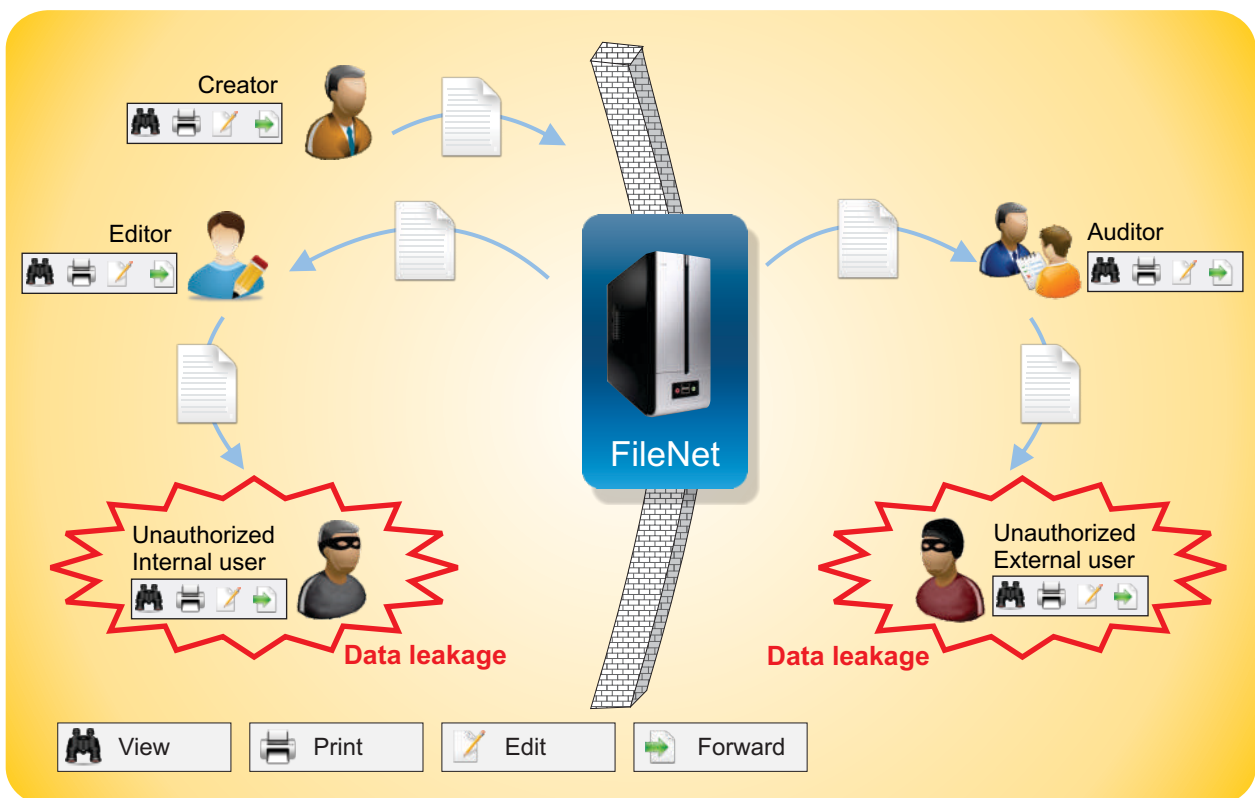 Creator
Editor
Auditor
FileNet
Unauthorized
Internal user
Data leakage
Unauthorized
External user
Data leakage
View
Print
Edit
Forward